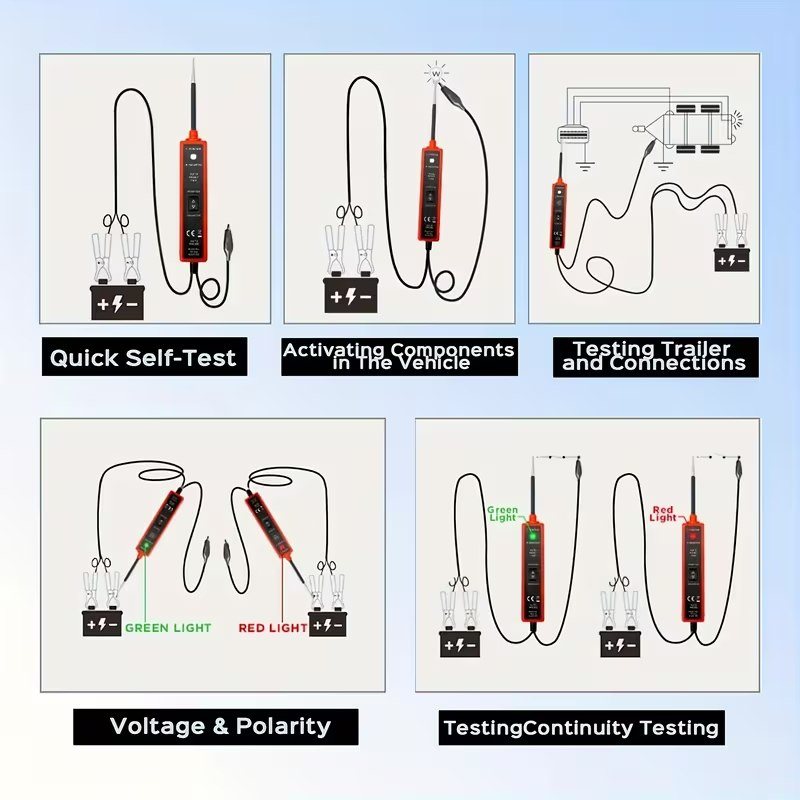 W
+ -
+ -
+ -
Quick Self-Test
Activating Components
in The Vehicle
Testing Trailer
and Connections
Green
Light
Red
Light
GREEN LIGHT
RED LIGHT
+ -
+ -
+ -
+ -
Voltage & Polarity
TestingContinuity Testing